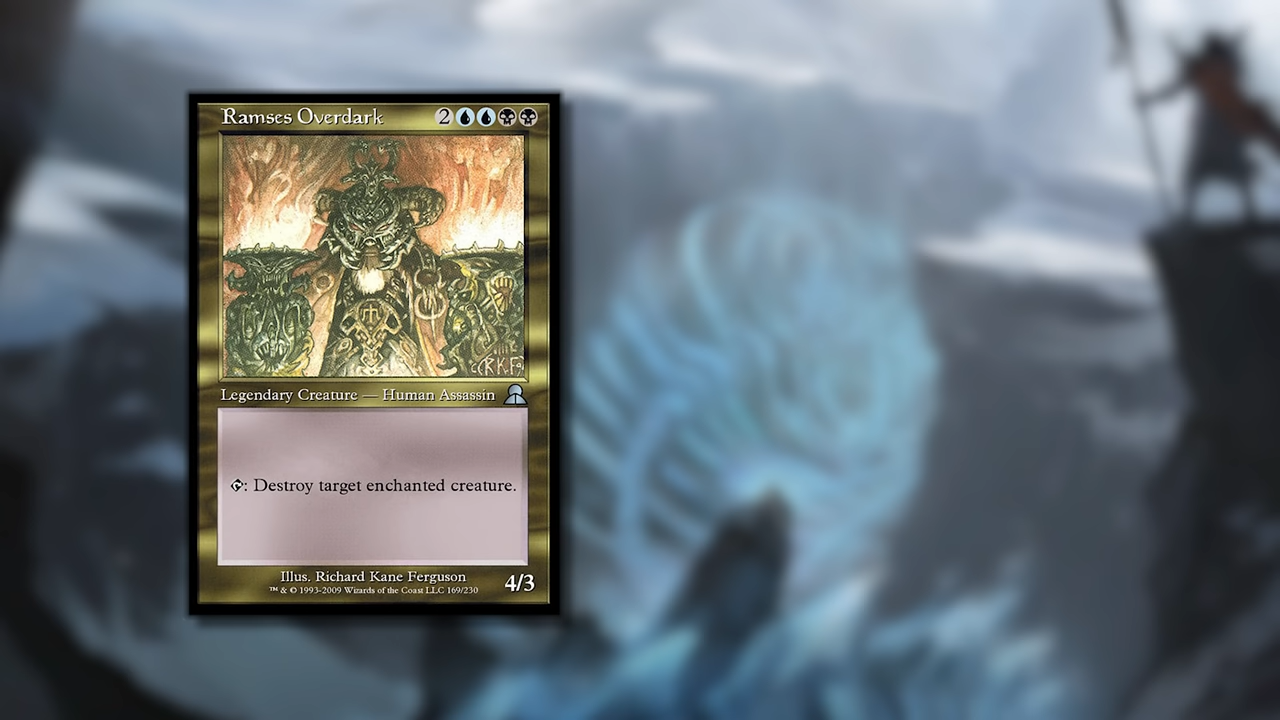 Ramses Overdark 2
Legendary Creature — Human Assassin
: Destroy target enchanted creature.
Illus. Richard Kane Ferguson
™ & © 1993-2009 Wizards of the Coast LLC 169/230
4/3